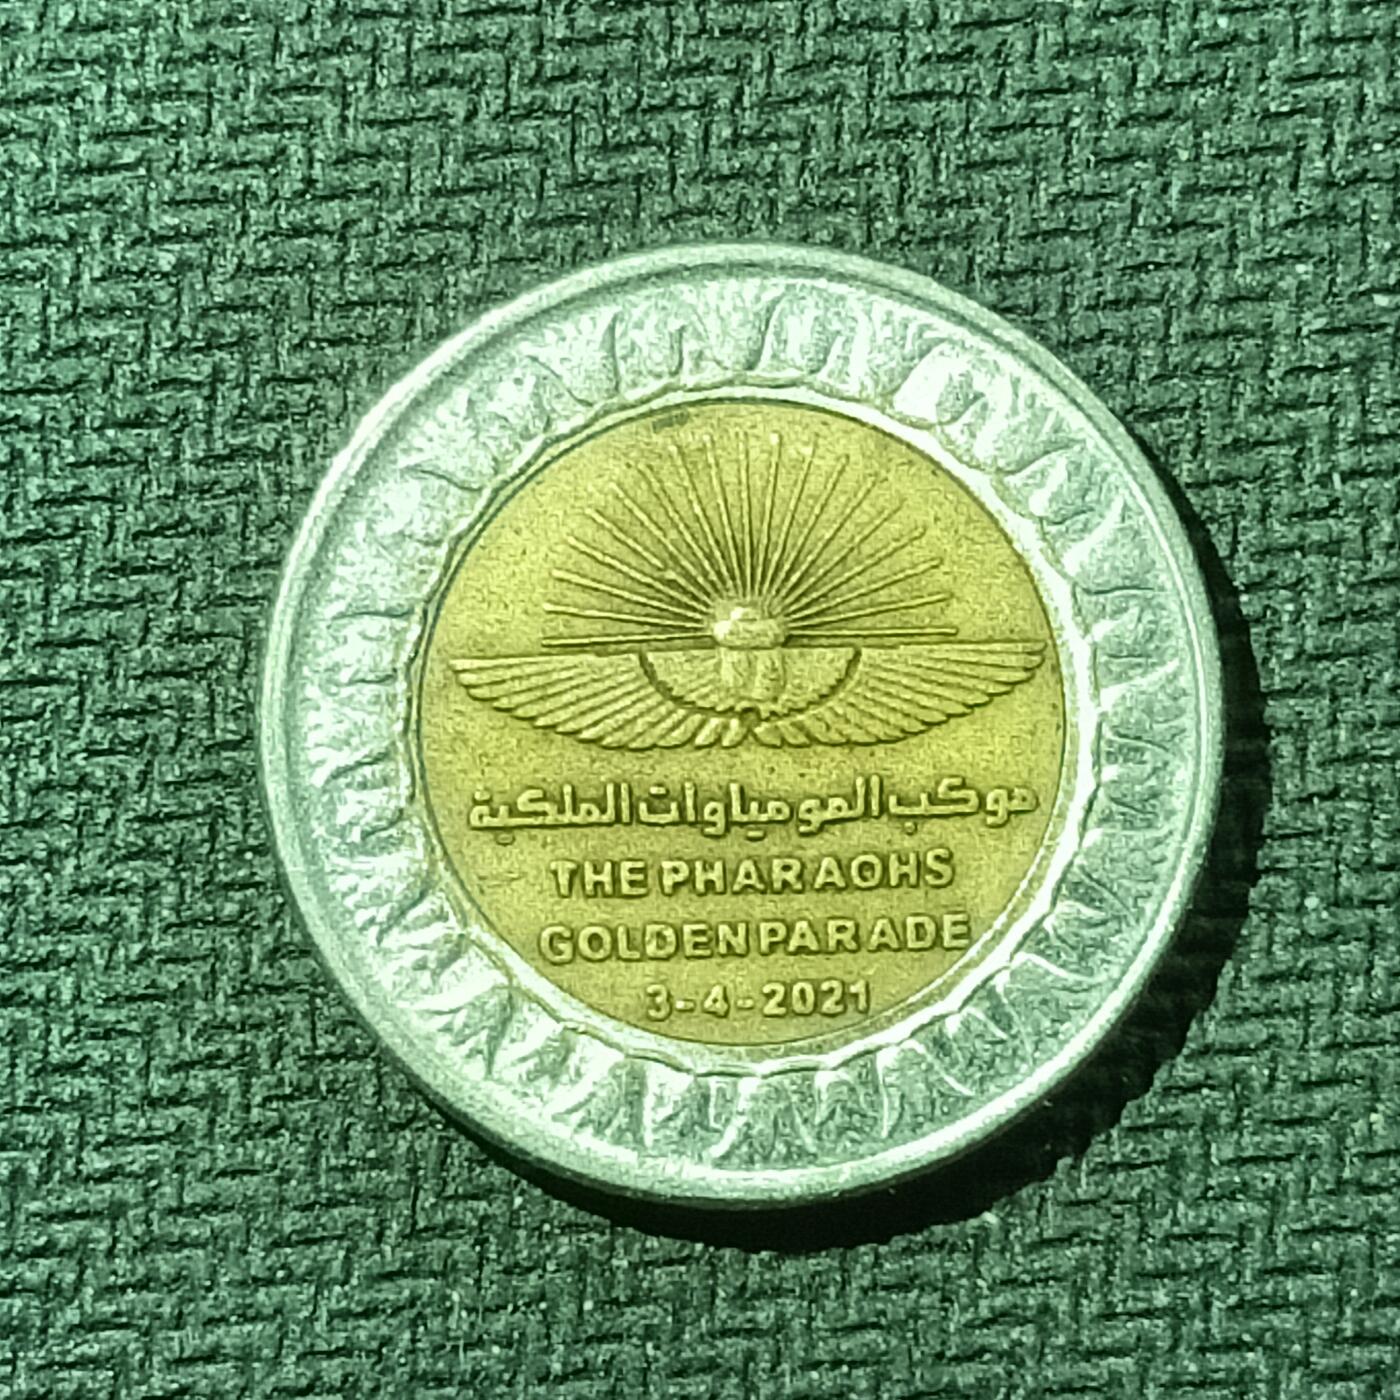 موكب المومياوات الملكية
THE PHARAOHS
GOLDEN PARADE
3-4-2021